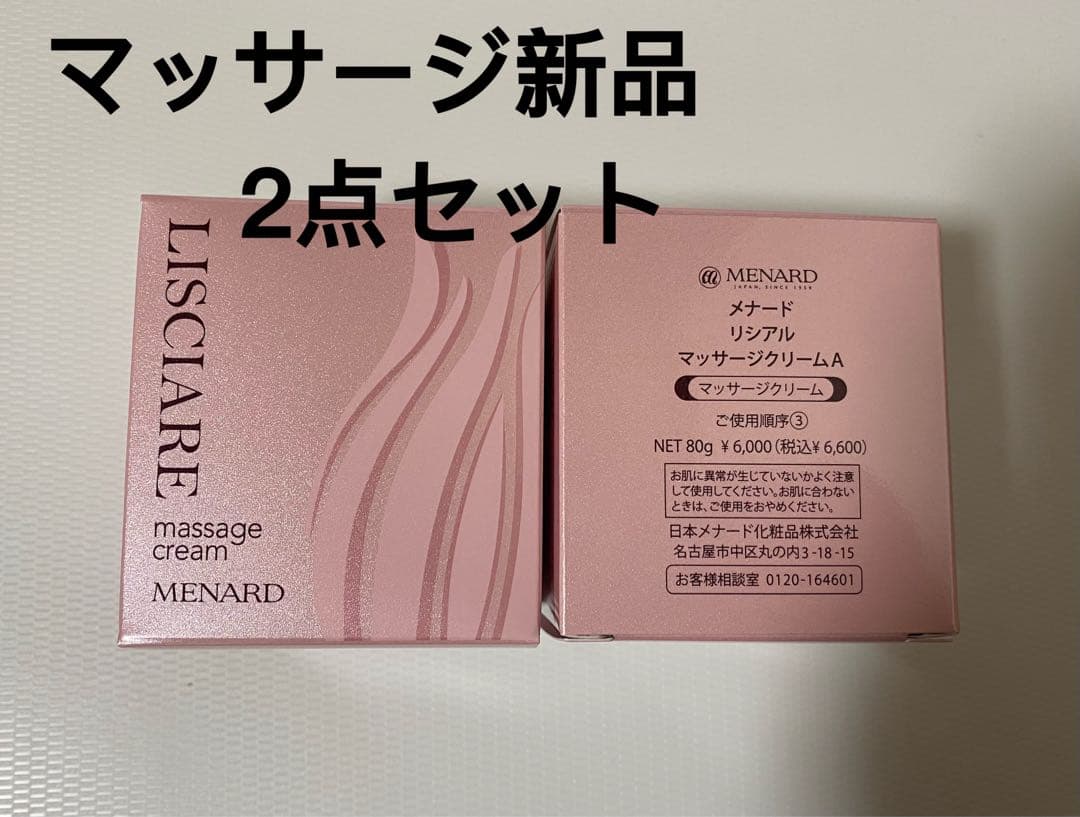 マッサージ新品
2点セット
LISCIARE
massage
cream
MENARD
MENARD
JAPAN, SINCE 1959
メナード
リシアル
マッサージクリームA
マッサージクリーム
ご使用順序③
NET 80g ¥6,000(税込¥6,600)
お肌に異常が生じていないかよく注意
して使用してください。お肌に合わない
ときは、ご使用をおやめください。
日本メナード化粧品株式会社
名古屋市中区丸の内3-18-15
お客様相談室 0120-164601